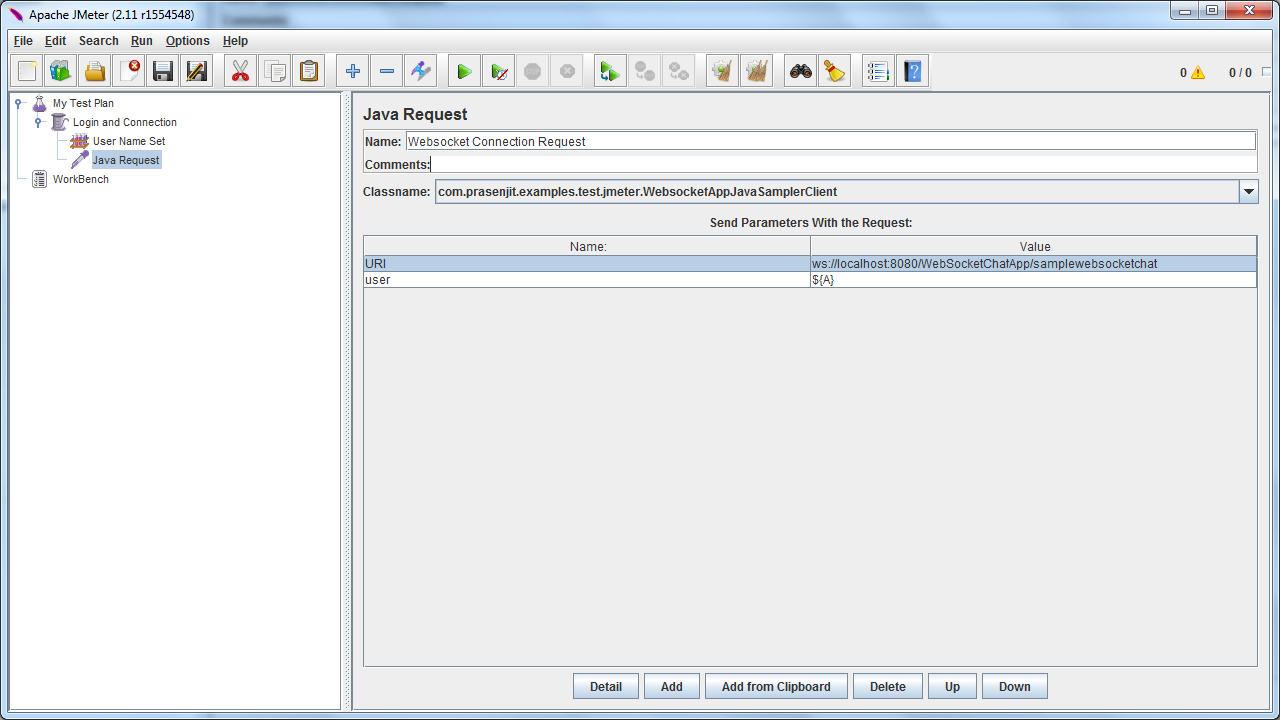 Apache JMeter (2.11 r1554548)
File Edit Search Run Options Help
0 0 / 0
My Test Plan
Login and Connection
User Name Set
Java Request
WorkBench
Java Request
Name: Websocket Connection Request
Comments:
Classname: com.prasenjit.examples.test.jmeter.WebsocketAppJavaSamplerClient
Send Parameters With the Request:
Name: Value
URI ws://localhost:8080/WebSocketChatApp/samplewebsocketchat
user ${A}
Detail Add Add from Clipboard Delete Up Down